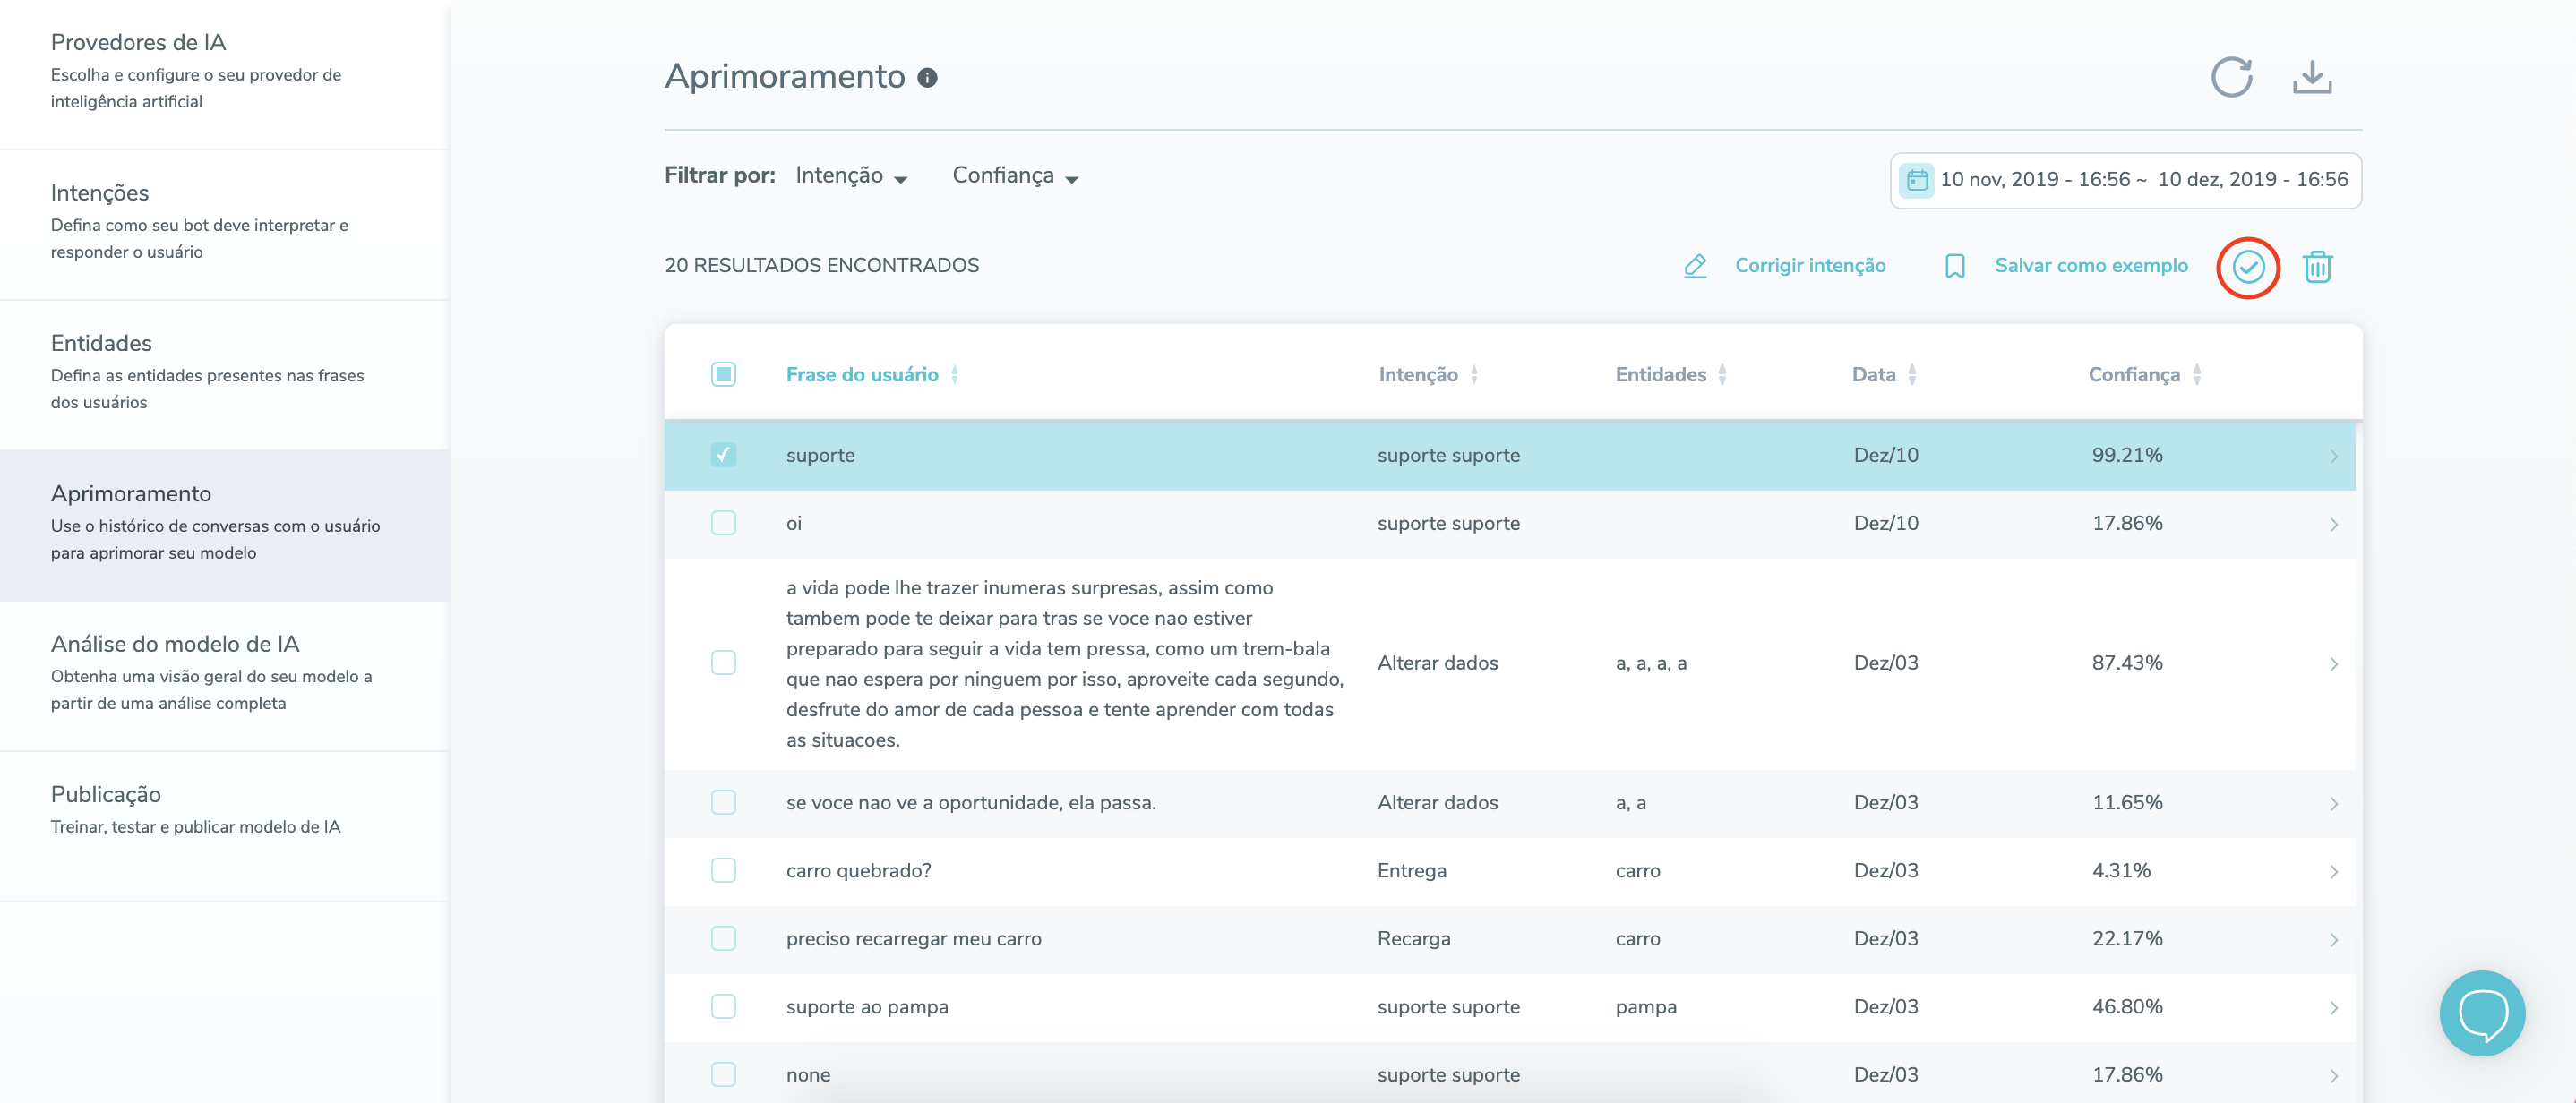 Provedores de IA
Escolha e configure o seu provedor de
inteligência artificial
Intenções
Defina como seu bot deve interpretar e
responder o usuário
Entidades
Defina as entidades presentes nas frases
dos usuários
Aprimoramento
Use o histórico de conversas com o usuário
para aprimorar seu modelo
Análise do modelo de IA
Obtenha uma visão geral do seu modelo a
partir de uma análise completa
Publicação
Treinar, testar e publicar modelo de IA
Aprimoramento
Filtrar por: Intenção Confiança
10 nov, 2019 - 16:56 ~ 10 dez, 2019 - 16:56
20 RESULTADOS ENCONTRADOS
Corrigir intenção Salvar como exemplo
Frase do usuário Intenção Entidades Data Confiança
suporte suporte suporte Dez/10 99.21%
oi suporte suporte Dez/10 17.86%
a vida pode lhe trazer inumeras surpresas, assim como
tambem pode te deixar para tras se voce nao estiver
preparado para seguir a vida tem pressa, como um trem-bala
que nao espera por ninguem por isso, aproveite cada segundo,
desfrute do amor de cada pessoa e tente aprender com todas
as situacoes.
Alterar dados a, a, a, a Dez/03 87.43%
se voce nao ve a oportunidade, ela passa. Alterar dados a, a Dez/03 11.65%
carro quebrado? Entrega carro Dez/03 4.31%
preciso recarregar meu carro Recarga carro Dez/03 22.17%
suporte ao pampa suporte suporte pampa Dez/03 46.80%
none suporte suporte Dez/03 17.86%